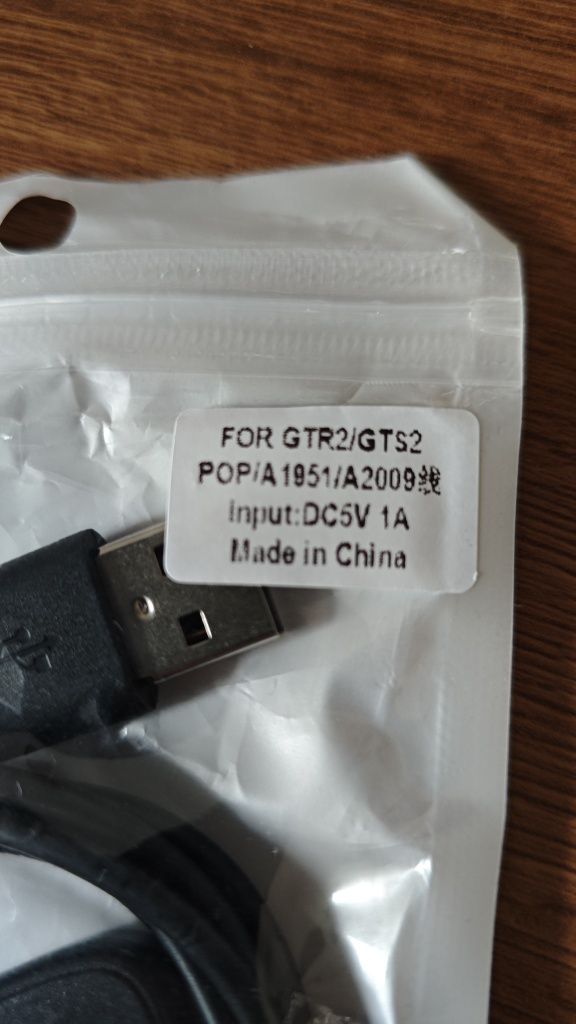 FOR GTR2/GTS2
POP/A1951/A2009线
Input:DC5V 1A
Made in China